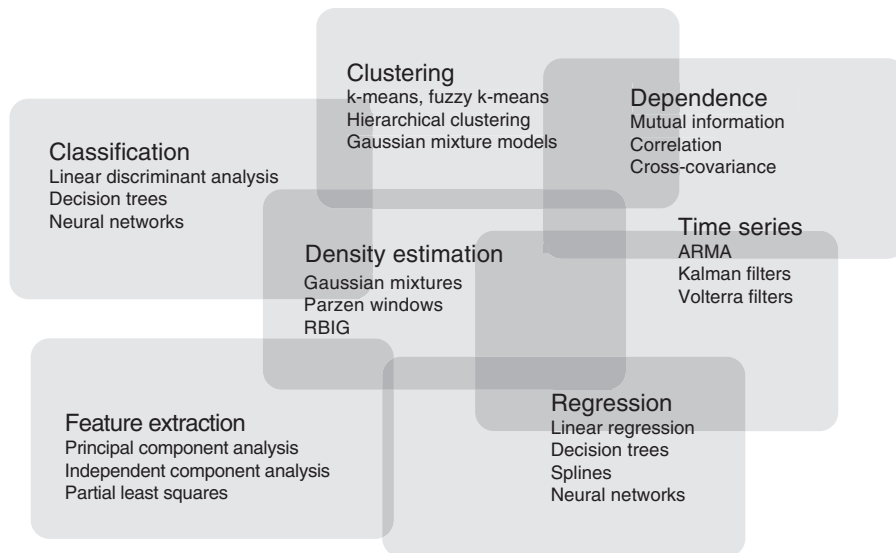 Clustering
k-means, fuzzy k-means
Hierarchical clustering
Gaussian mixture models
Dependence
Mutual information
Correlation
Cross-covariance
Classification
Linear discriminant analysis
Decision trees
Neural networks
Density estimation
Gaussian mixtures
Parzen windows
RBIG
Time series
ARMA
Kalman filters
Volterra filters
Feature extraction
Principal component analysis
Independent component analysis
Partial least squares
Regression
Linear regression
Decision trees
Splines
Neural networks